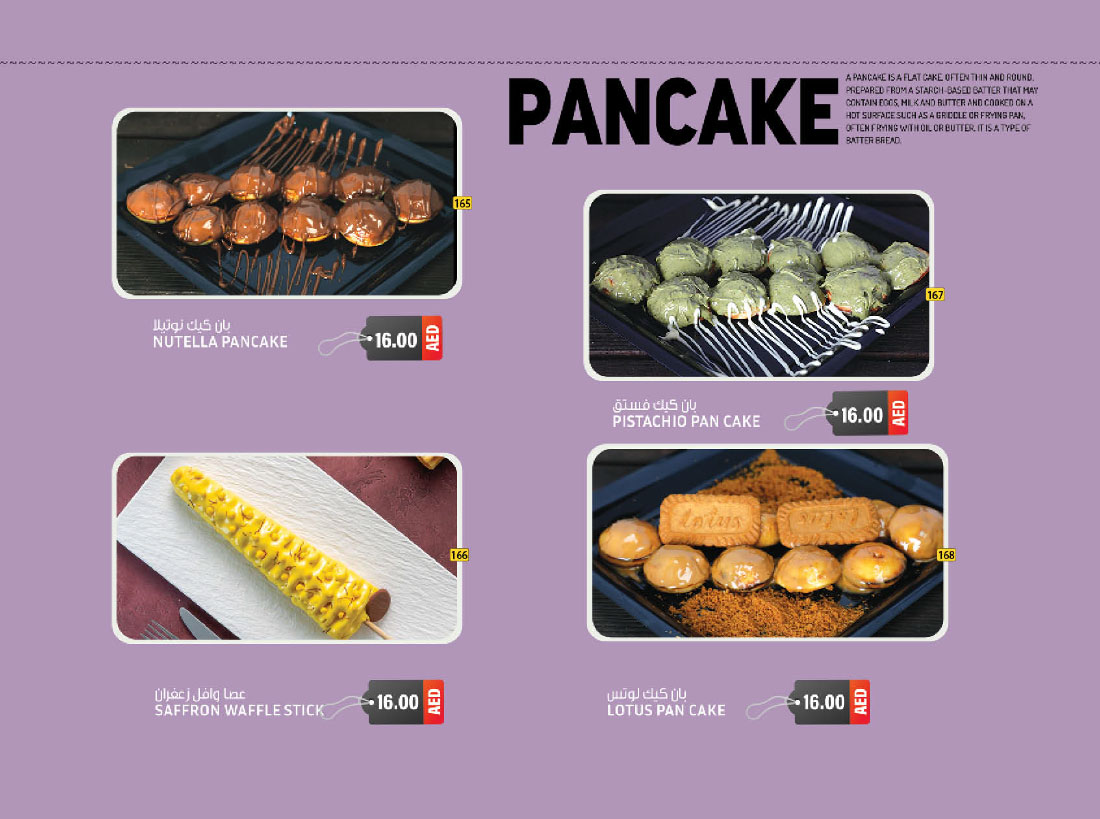 PANCAKE
A PANCAKE IS A FLAT CAKE, OFTEN THIN AND ROUND,
PREPARED FROM A STARCH-BASED BATTER THAT MAY
CONTAIN EGGS, MILK AND BUTTER AND COOKED ON A
HOT SURFACE SUCH AS A GRIDDLE OR FRYING PAN,
OFTEN FRYING WITH OIL OR BUTTER. IT IS A TYPE OF
BATTER BREAD.
165
بان كيك نوتيلا
NUTELLA PANCAKE
16.00 AED
167
بان كيك فستق
PISTACHIO PAN CAKE
16.00 AED
166
عصا وافل زعفران
SAFFRON WAFFLE STICK
16.00 AED
Lotus Lotus
168
بان كيك لوتس
LOTUS PAN CAKE
16.00 AED